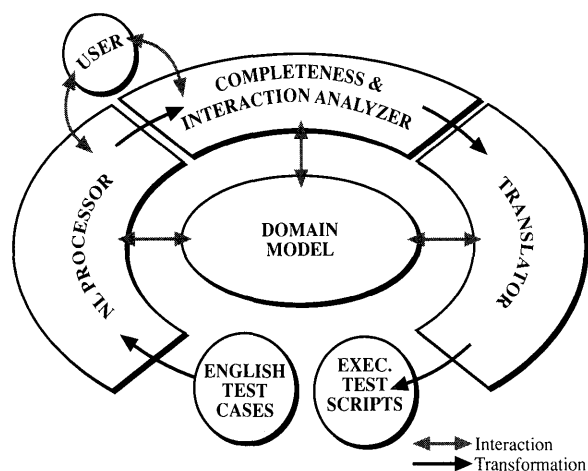 USER
COMPLETENESS &
INTERACTION ANALYZER
NL PROCESSOR
TRANSLATOR
DOMAIN
MODEL
ENGLISH
TEST
CASES
EXEC.
TEST
SCRIPTS
Interaction
Transformation